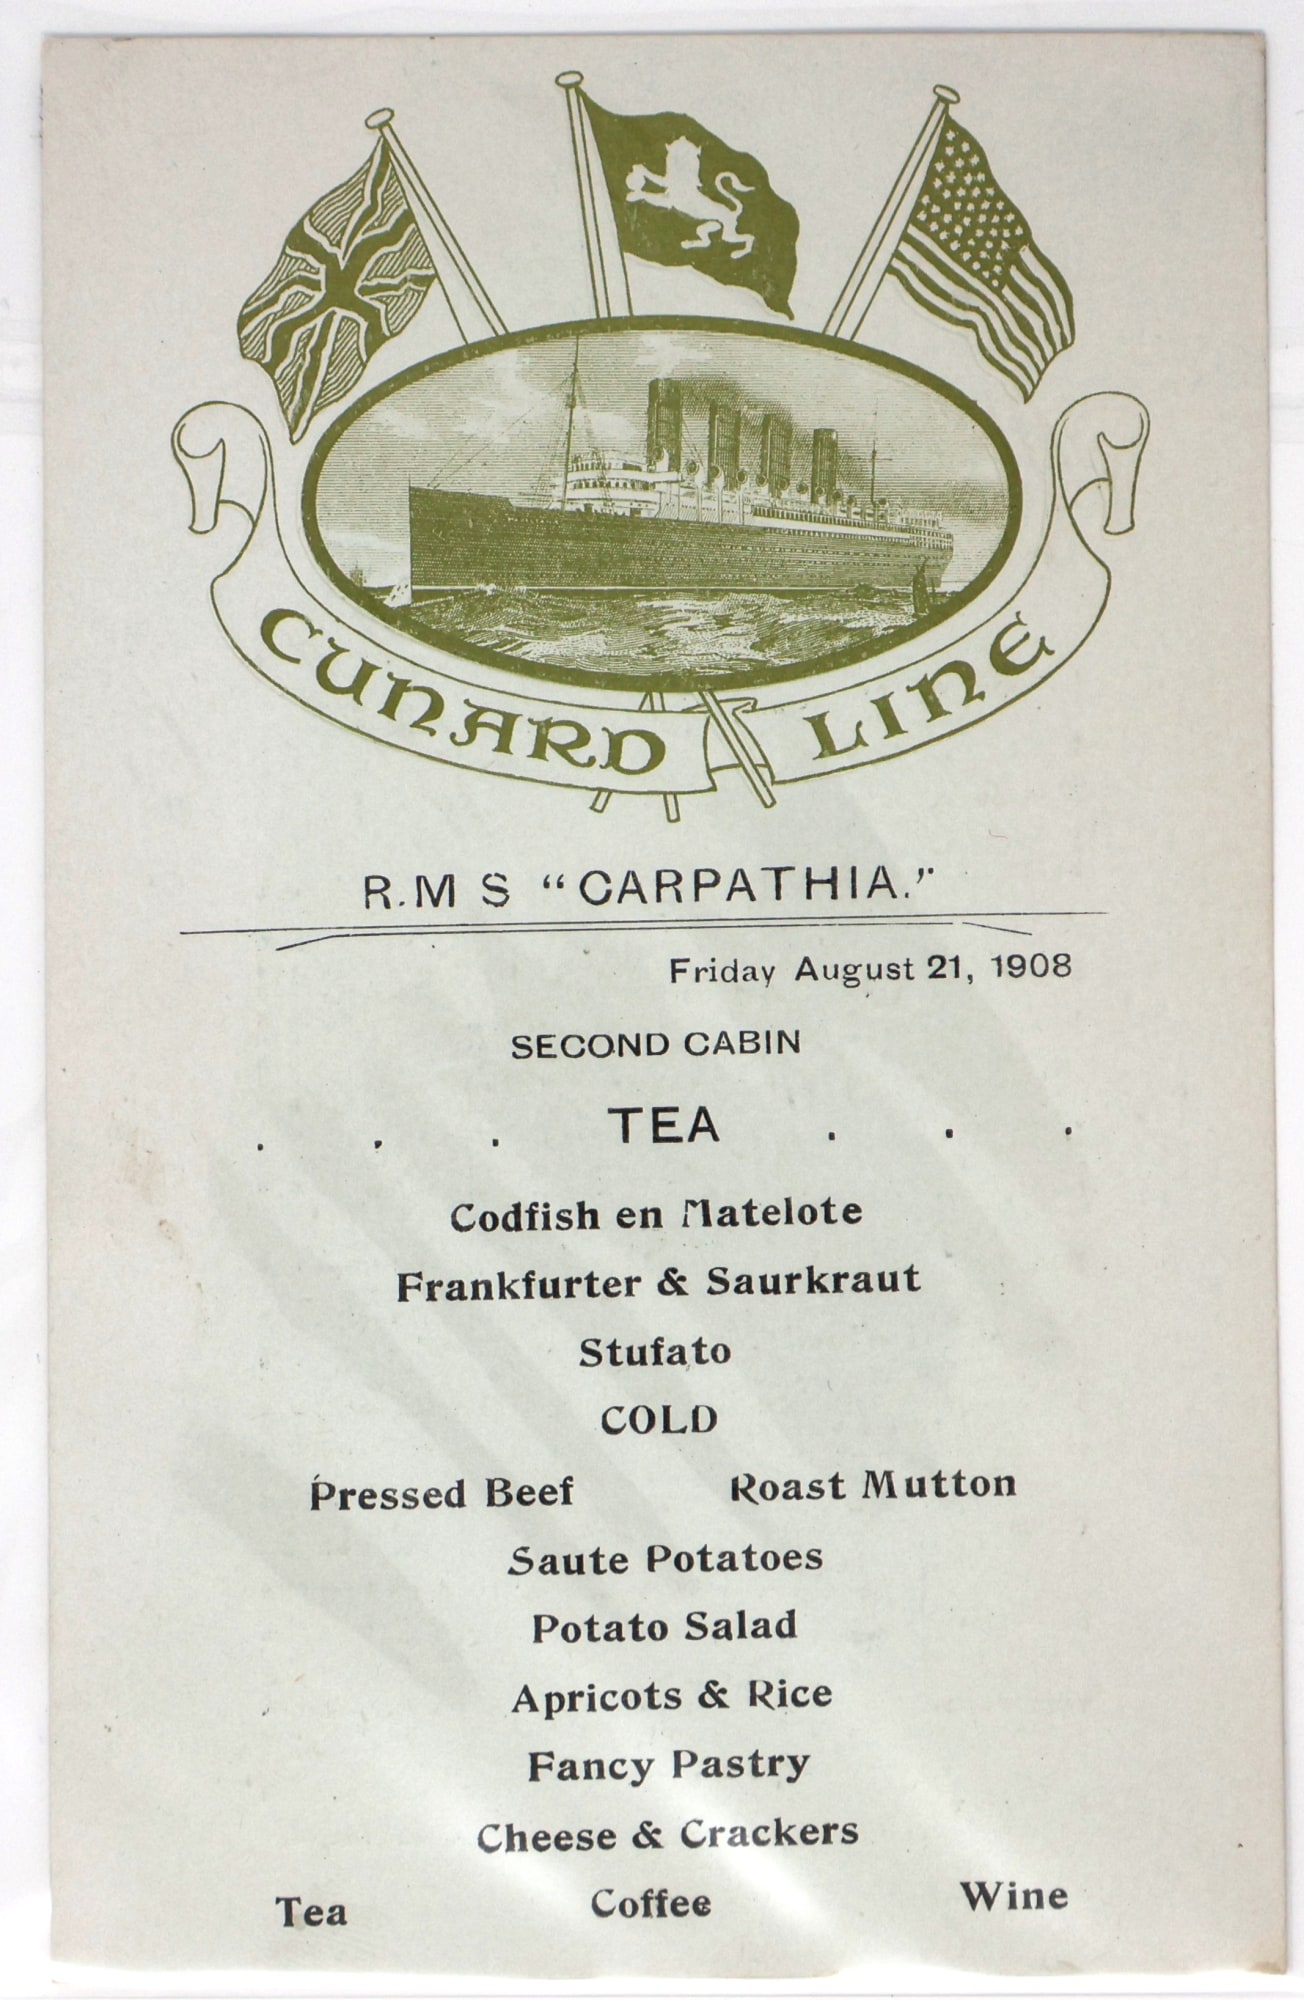 CUNARD LINE
R.M S "CARPATHIA."
Friday August 21, 1908
SECOND CABIN
. . . TEA . . .
Codfish en Matelote
Frankfurter & Saurkraut
Stufato
COLD
Pressed Beef Roast Mutton
Saute Potatoes
Potato Salad
Apricots & Rice
Fancy Pastry
Cheese & Crackers
Tea Coffee Wine